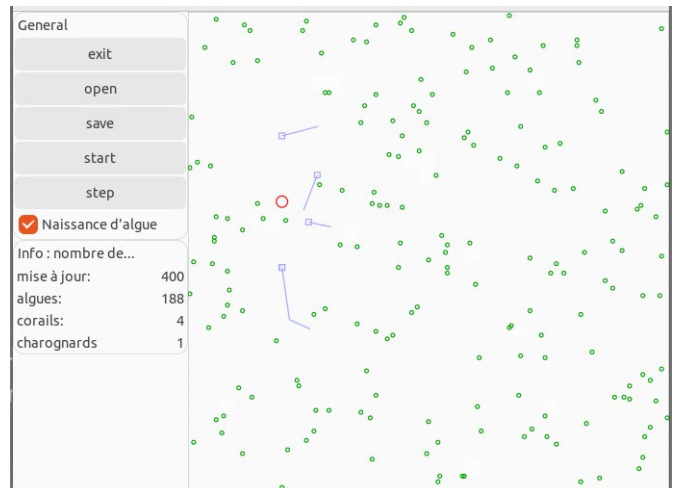 General
exit
open
save
start
step
Naissance d'algue
Info : nombre de...
mise à jour: 400
algues: 188
corails: 4
charognards 1